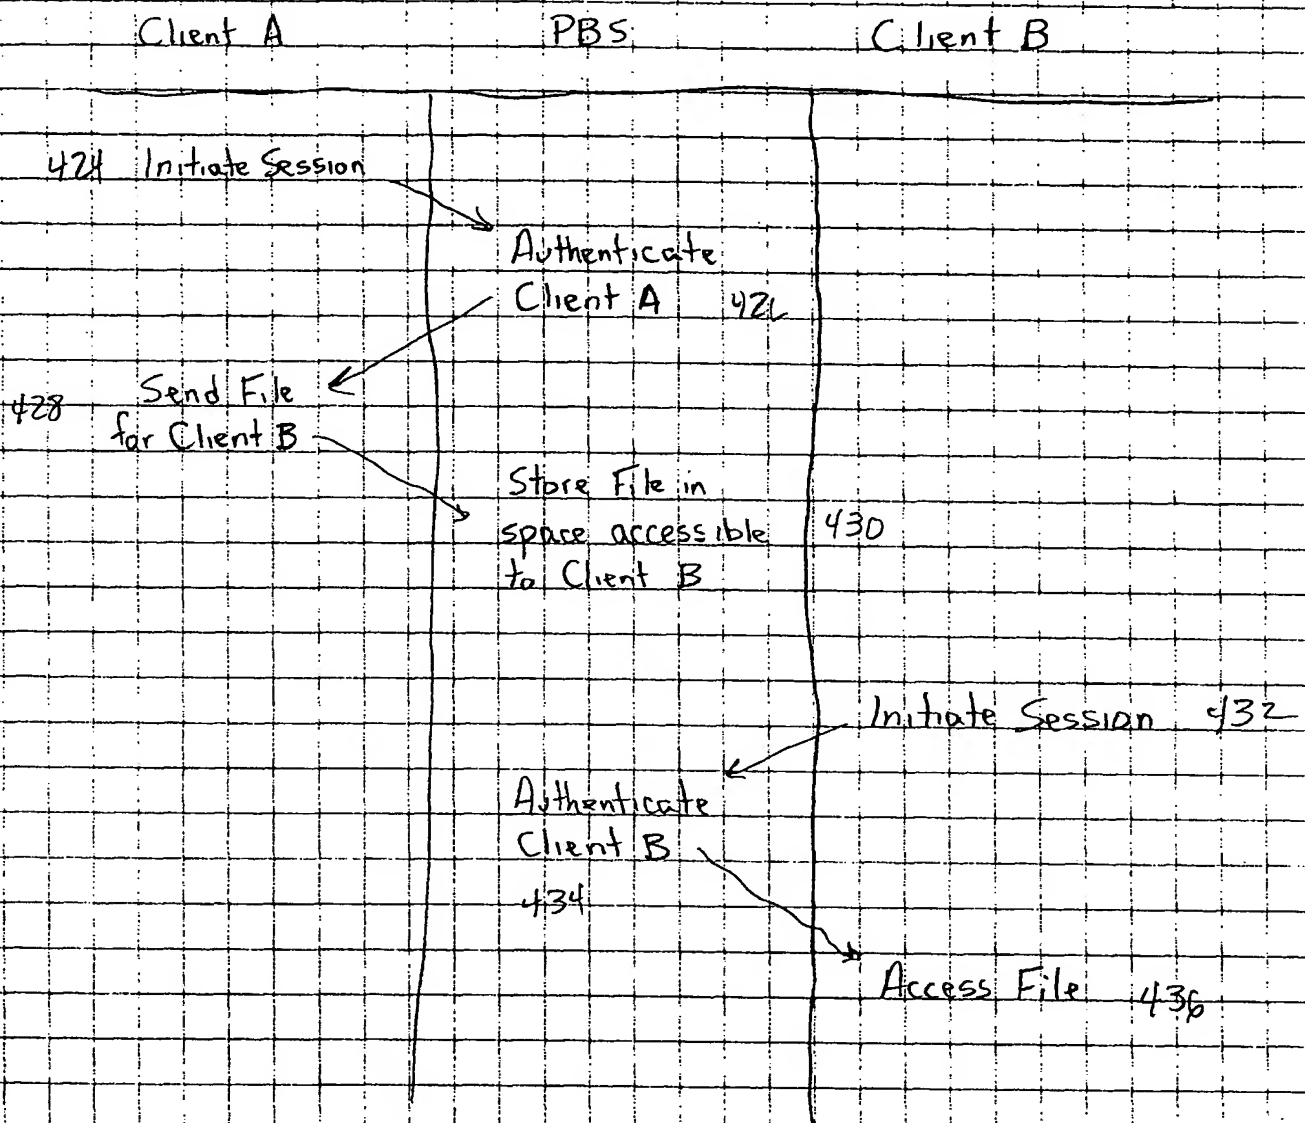 Client A PBS Client B
424 Initiate Session
Authenticate
Client A 426
Send File
428
for Client B
Store File in
space accessible 430
to Client B
Initiate Session 432
Authenticate
Client B
434
Access File 436